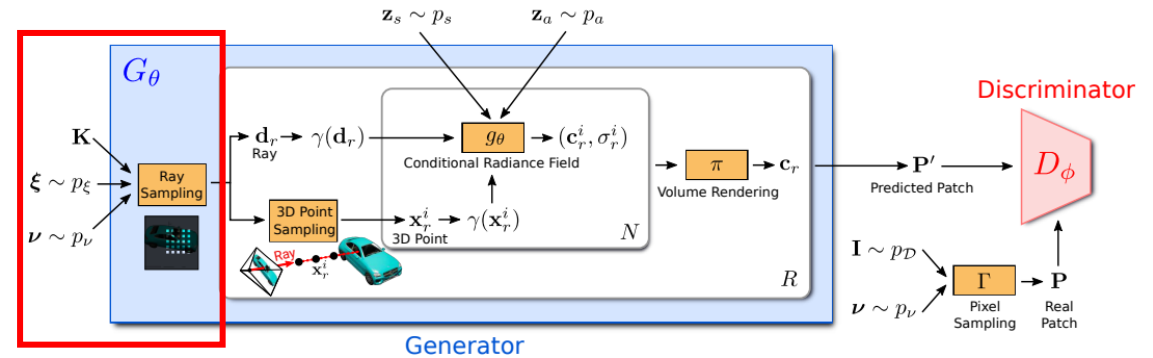 z_s ∼ p_s
z_a ∼ p_a
G_θ
K
ξ ∼ p_ξ
ν ∼ p_ν
Ray
Sampling
d_r
Ray
γ(d_r)
g_θ
(c_r^i, σ_r^i)
Conditional Radiance Field
3D Point
Sampling
x_r^i
3D Point
γ(x_r^i)
N
Ray
x_r^i
π
Volume Rendering
c_r
R
Generator
P′
Predicted Patch
Discriminator
D_ϕ
I ∼ p_D
ν ∼ p_ν
Γ
Pixel
Sampling
P
Real
Patch